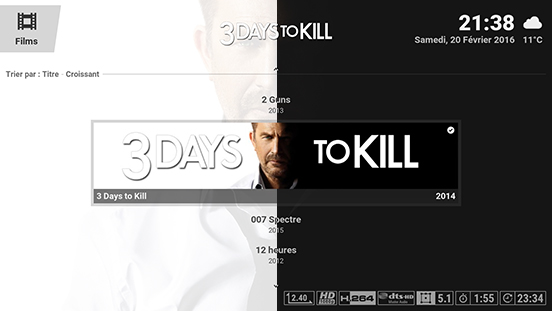 Films
3 DAYS TO KILL
21:38
Samedi, 20 Février 2016 11°C
Trier par : Titre · Croissant
2 Guns
2013
3 DAYS TO KILL
3 Days to Kill 2014
007 Spectre
2015
12 heures
2012
2.40 HD H.264 dts-HD 5.1 1:55 23:34